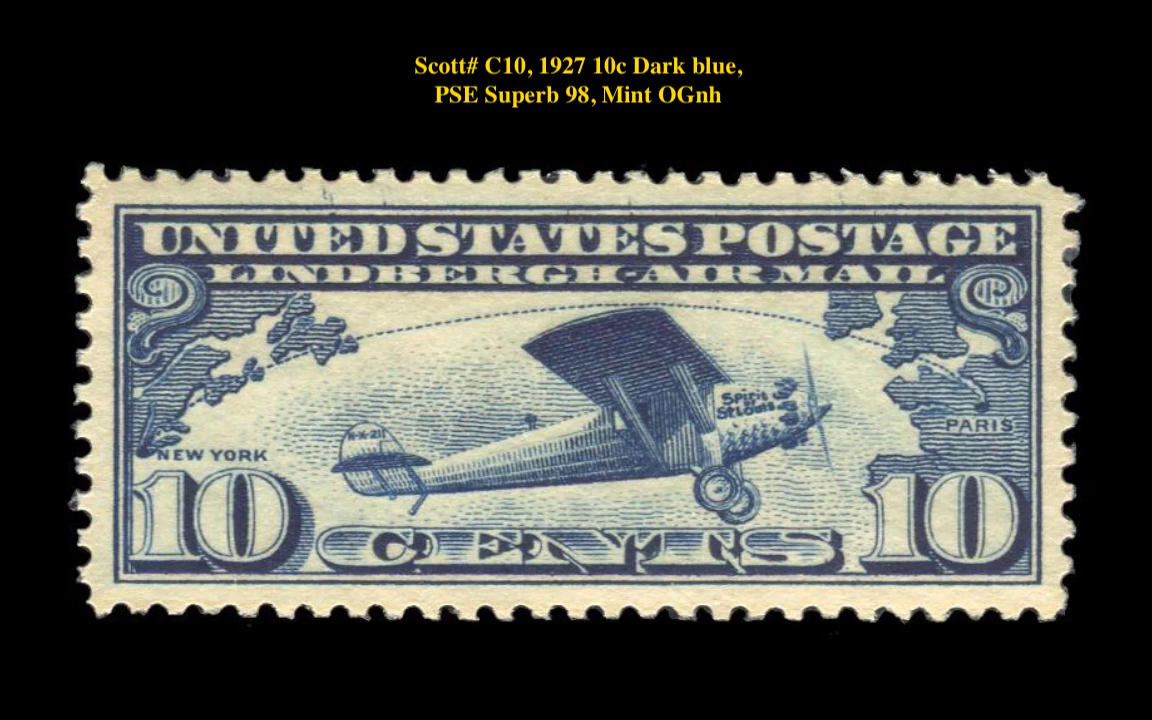 Scott# C10, 1927 10c Dark blue,
PSE Superb 98, Mint OGnh
UNITED STATES POSTAGE
LINDBERGH-AIR MAIL
Spirit
St. Louis
N-X-211
PARIS
NEW YORK
10 CENTS 10